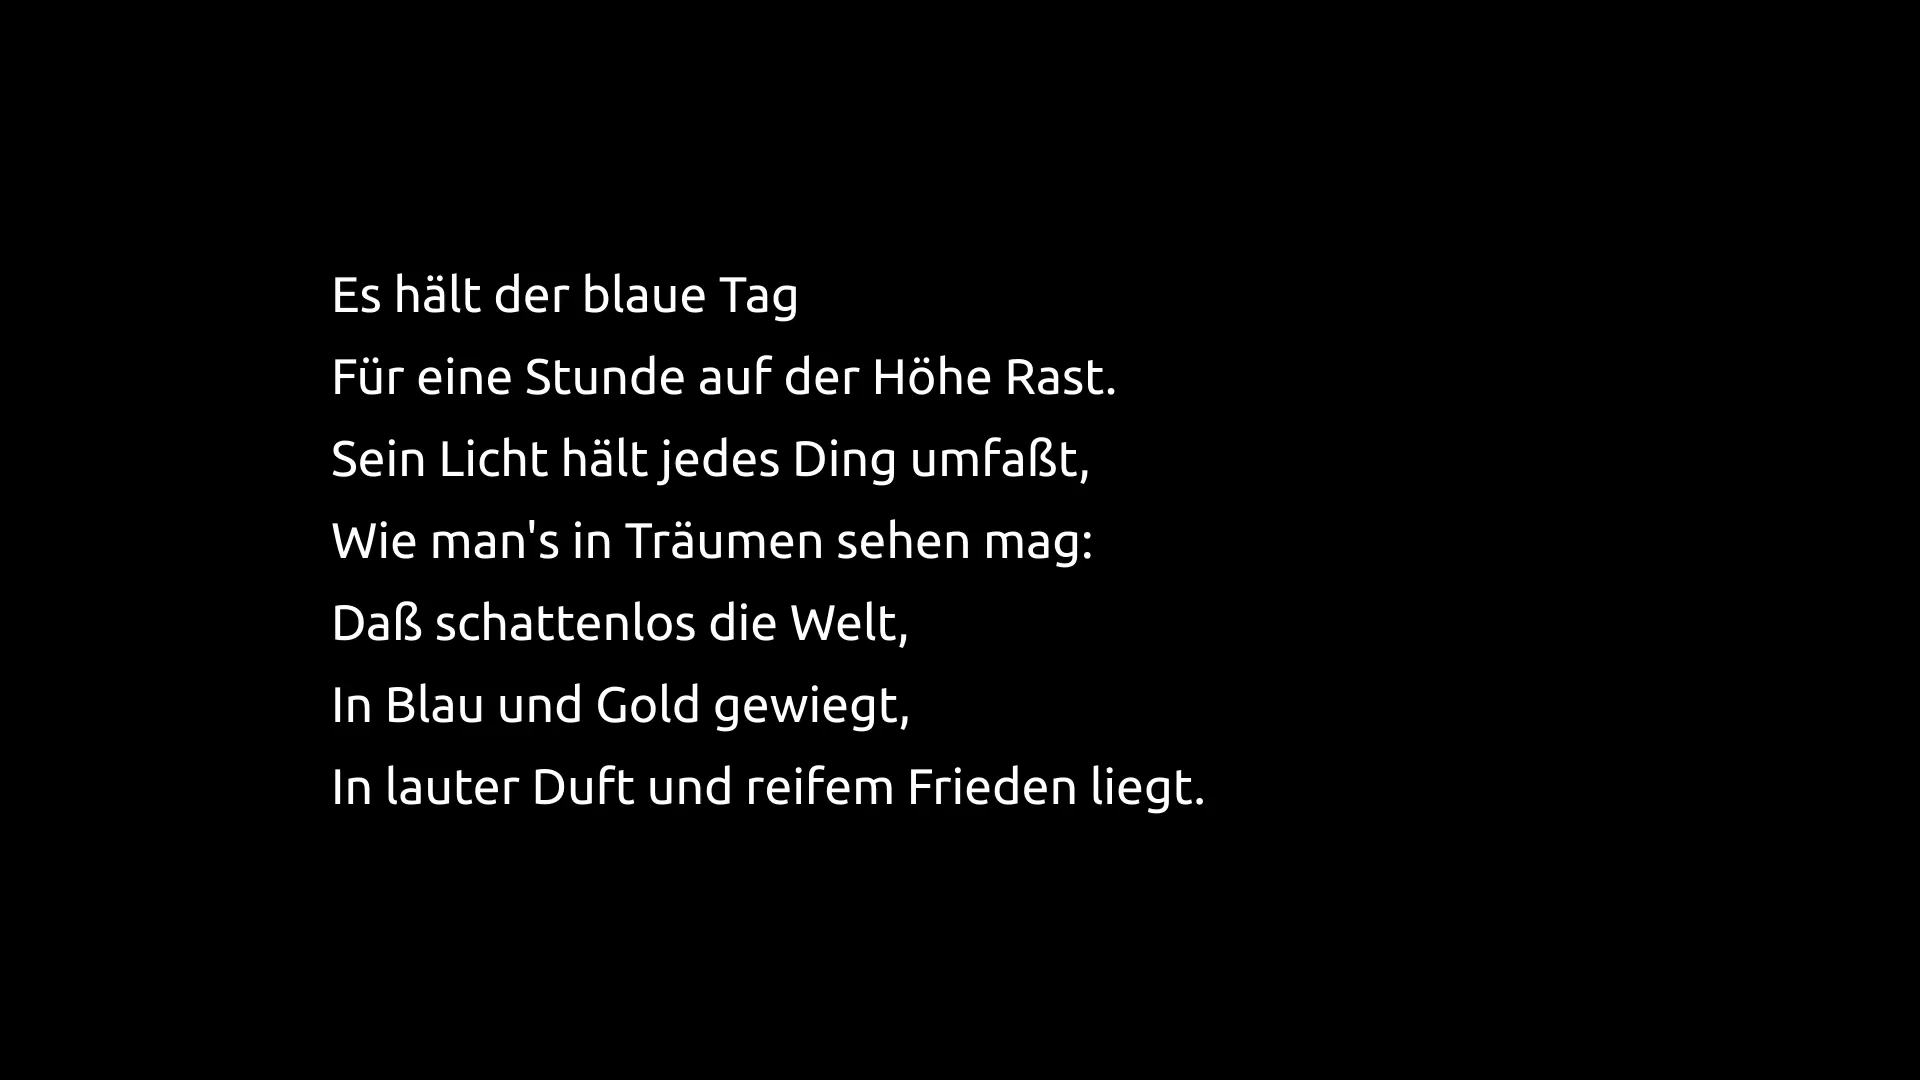 Es hält der blaue Tag
Für eine Stunde auf der Höhe Rast.
Sein Licht hält jedes Ding umfaßt,
Wie man's in Träumen sehen mag:
Daß schattenlos die Welt,
In Blau und Gold gewiegt,
In lauter Duft und reifem Frieden liegt.